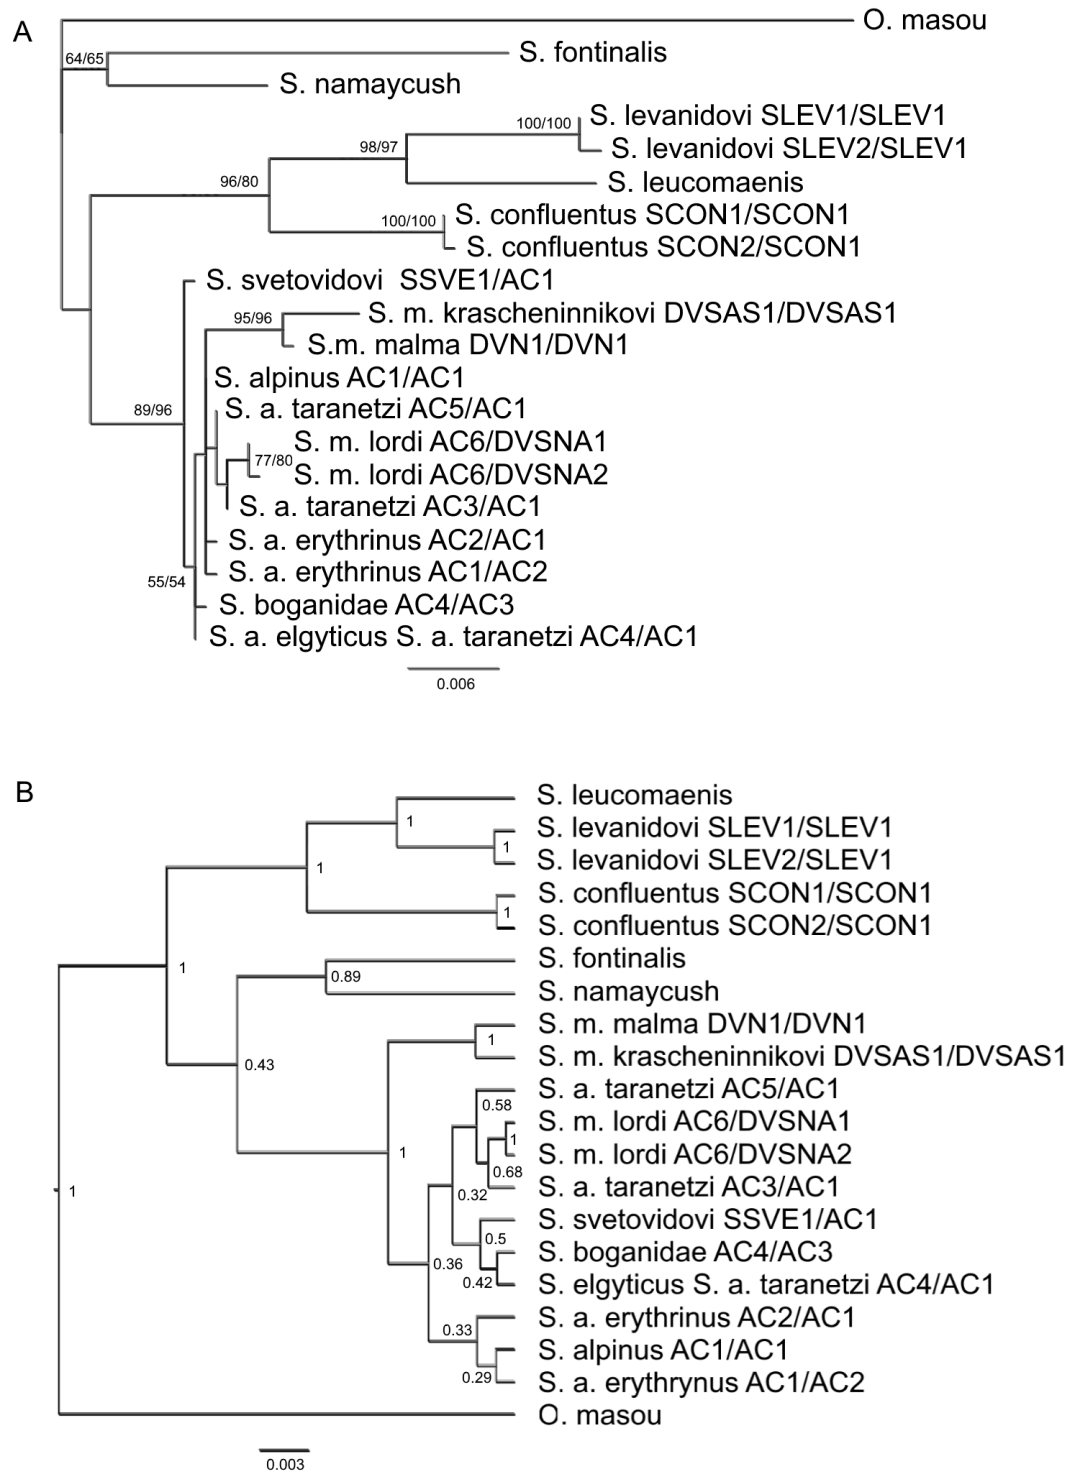 A
O. masou
64/65
S. fontinalis
S. namaycush
100/100
S. levanidovi SLEV1/SLEV1
98/97
S. levanidovi SLEV2/SLEV1
96/80
S. leucomaenis
100/100
S. confluentus SCON1/SCON1
S. confluentus SCON2/SCON1
S. svetovidovi SSVE1/AC1
95/96
S. m. krascheninnikovi DVSAS1/DVSAS1
S.m. malma DVN1/DVN1
S. alpinus AC1/AC1
89/96
S. a. taranetzi AC5/AC1
S. m. lordi AC6/DVSNA1
77/80
S. m. lordi AC6/DVSNA2
S. a. taranetzi AC3/AC1
S. a. erythrinus AC2/AC1
S. a. erythrinus AC1/AC2
55/54
S. boganidae AC4/AC3
S. a. elgyticus S. a. taranetzi AC4/AC1
0.006
B
S. leucomaenis
1
S. levanidovi SLEV1/SLEV1
1
S. levanidovi SLEV2/SLEV1
1
S. confluentus SCON1/SCON1
1
S. confluentus SCON2/SCON1
S. fontinalis
1
0.89
S. namaycush
S. m. malma DVN1/DVN1
1
S. m. krascheninnikovi DVSAS1/DVSAS1
0.43
S. a. taranetzi AC5/AC1
0.58
S. m. lordi AC6/DVSNA1
1
S. m. lordi AC6/DVSNA2
1
0.68
S. a. taranetzi AC3/AC1
1
0.32
S. svetovidovi SSVE1/AC1
0.5
S. boganidae AC4/AC3
0.36
0.42
S. elgyticus S. a. taranetzi AC4/AC1
S. a. erythrinus AC2/AC1
0.33
S. alpinus AC1/AC1
0.29
S. a. erythrynus AC1/AC2
O. masou
0.003